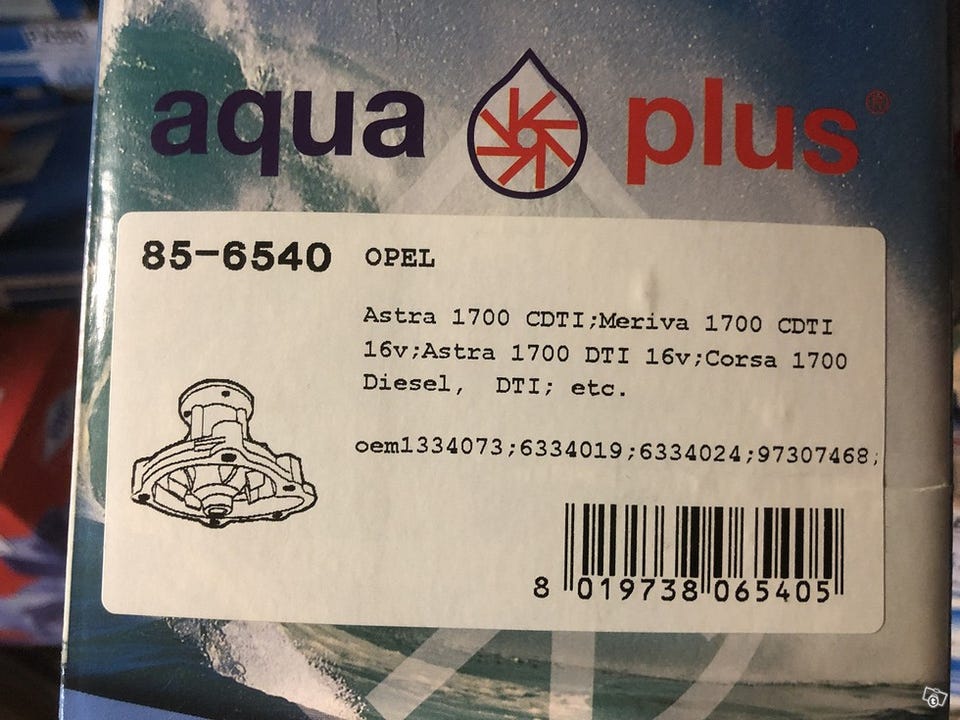 aqua plus®
85-6540 OPEL
Astra 1700 CDTI;Meriva 1700 CDTI
16v;Astra 1700 DTI 16v;Corsa 1700
Diesel, DTI; etc.
oem1334073;6334019;6334024;97307468;
8 019738 065405